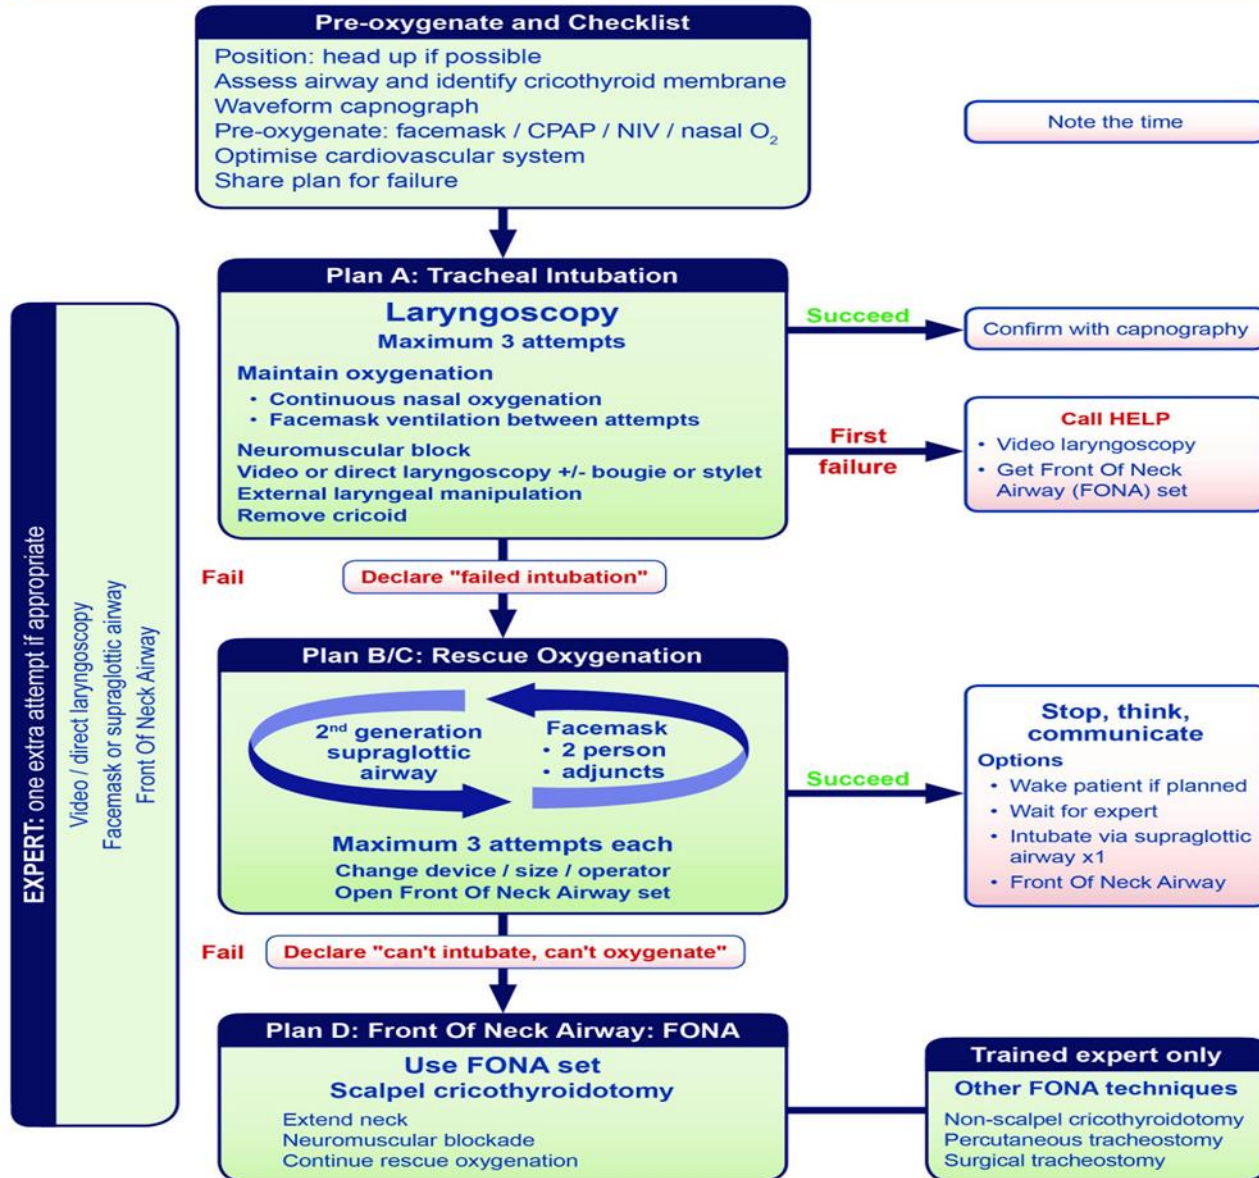 Pre-oxygenate and Checklist
Position: head up if possible
Assess airway and identify cricothyroid membrane
Waveform capnograph
Pre-oxygenate: facemask / CPAP / NIV / nasal O₂
Optimise cardiovascular system
Share plan for failure
Note the time
Plan A: Tracheal Intubation
Laryngoscopy
Maximum 3 attempts
Maintain oxygenation
• Continuous nasal oxygenation
• Facemask ventilation between attempts
Neuromuscular block
Video or direct laryngoscopy +/- bougie or stylet
External laryngeal manipulation
Remove cricoid
Succeed
Confirm with capnography
First
failure
Call HELP
• Video laryngoscopy
• Get Front Of Neck
Airway (FONA) set
EXPERT: one extra attempt if appropriate
Video / direct laryngoscopy
Facemask or supraglottic airway
Front Of Neck Airway
Fail
Declare "failed intubation"
Plan B/C: Rescue Oxygenation
2nd generation
supraglottic
airway
Facemask
• 2 person
• adjuncts
Maximum 3 attempts each
Change device / size / operator
Open Front Of Neck Airway set
Succeed
Stop, think,
communicate
Options
• Wake patient if planned
• Wait for expert
• Intubate via supraglottic
airway x1
• Front Of Neck Airway
Fail
Declare "can't intubate, can't oxygenate"
Plan D: Front Of Neck Airway: FONA
Use FONA set
Scalpel cricothyroidotomy
Extend neck
Neuromuscular blockade
Continue rescue oxygenation
Trained expert only
Other FONA techniques
Non-scalpel cricothyroidotomy
Percutaneous tracheostomy
Surgical tracheostomy